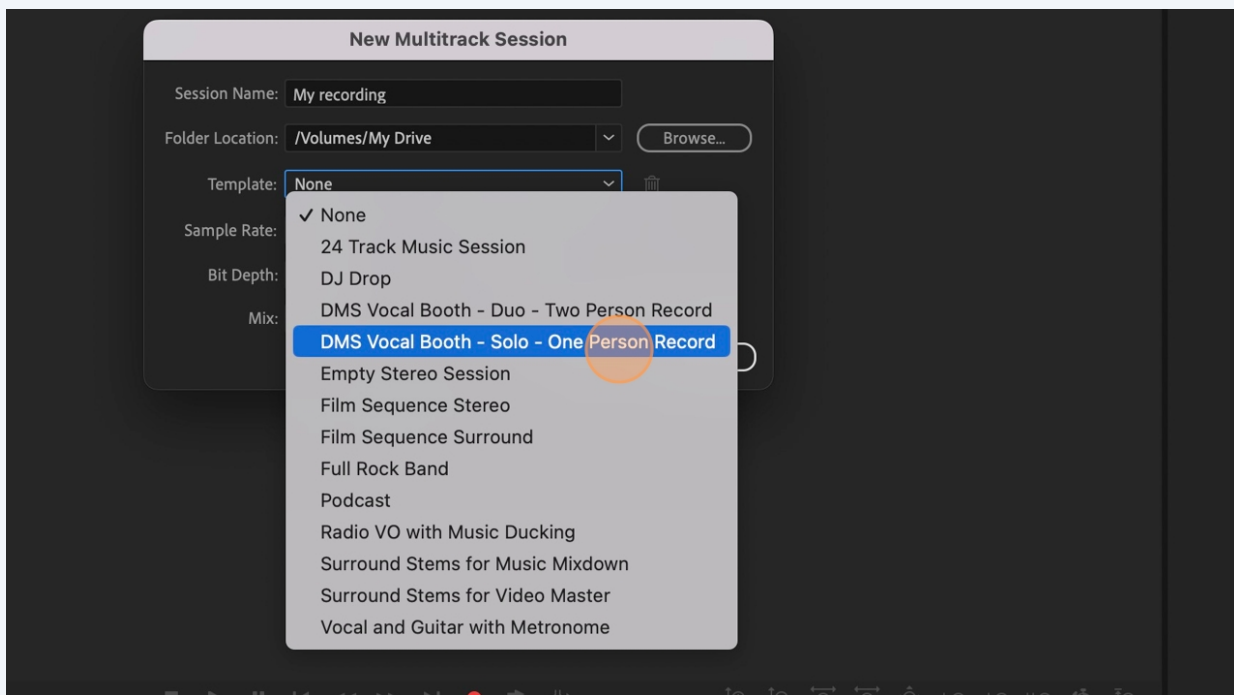 New Multitrack Session
Session Name: My recording
Folder Location: /Volumes/My Drive Browse...
Template: None
✓ None
Sample Rate:
24 Track Music Session
Bit Depth:
DJ Drop
DMS Vocal Booth - Duo - Two Person Record
Mix:
DMS Vocal Booth - Solo - One Person Record
Empty Stereo Session
Film Sequence Stereo
Film Sequence Surround
Full Rock Band
Podcast
Radio VO with Music Ducking
Surround Stems for Music Mixdown
Surround Stems for Video Master
Vocal and Guitar with Metronome